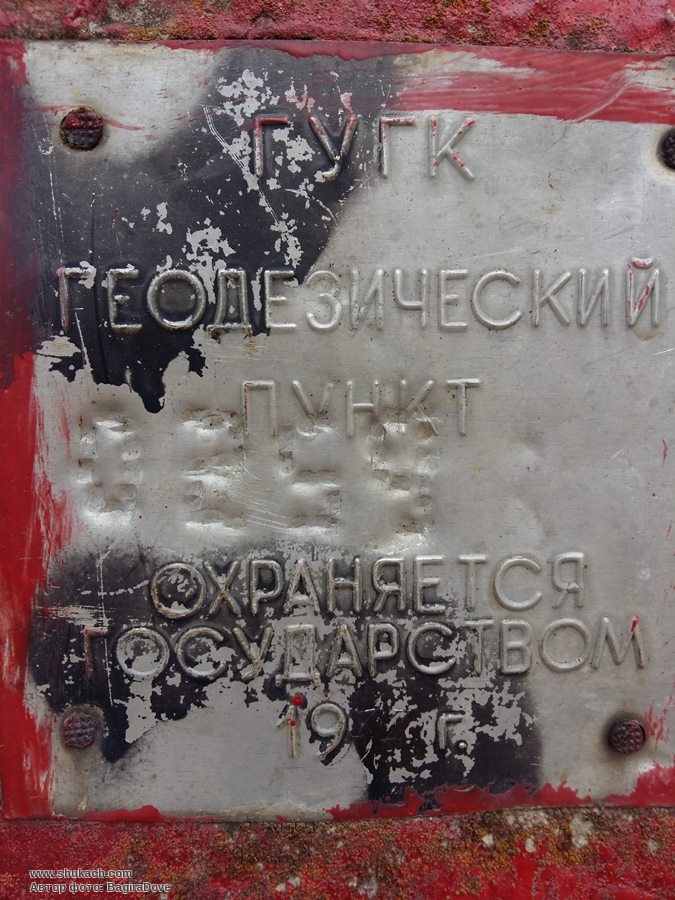 ГУГК
ГЕОДЕЗИЧЕСКИЙ
ПУНКТ
ОХРАНЯЕТСЯ
ГОСУДАРСТВОМ
19 г.
www.shukach.com
Автор фото: BagiraDove